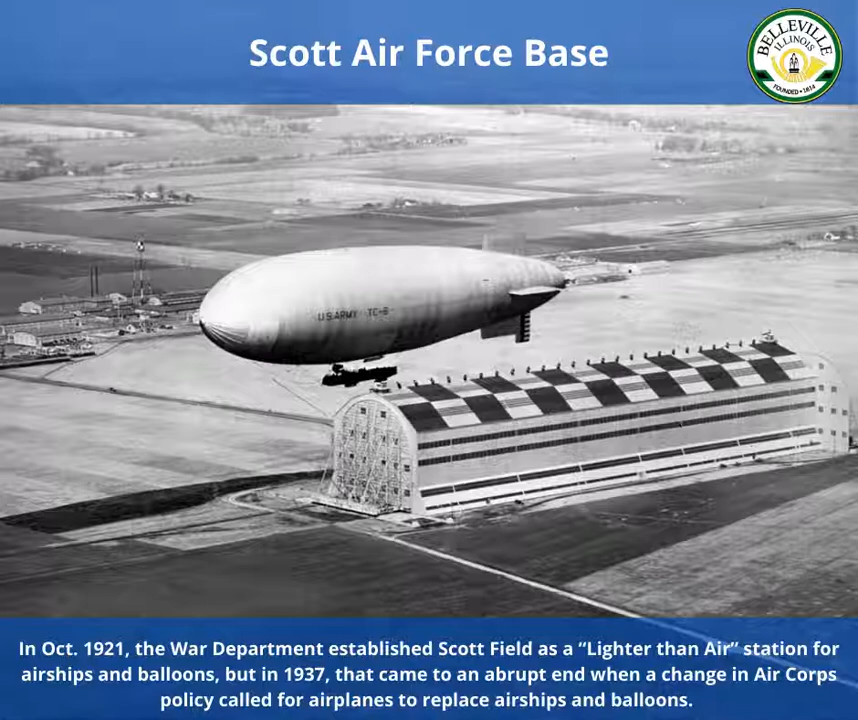 Scott Air Force Base
BELLEVILLE
ILLINOIS
FOUNDED • 1814
U.S. ARMY TC-6
In Oct. 1921, the War Department established Scott Field as a “Lighter than Air” station for
airships and balloons, but in 1937, that came to an abrupt end when a change in Air Corps
policy called for airplanes to replace airships and balloons.